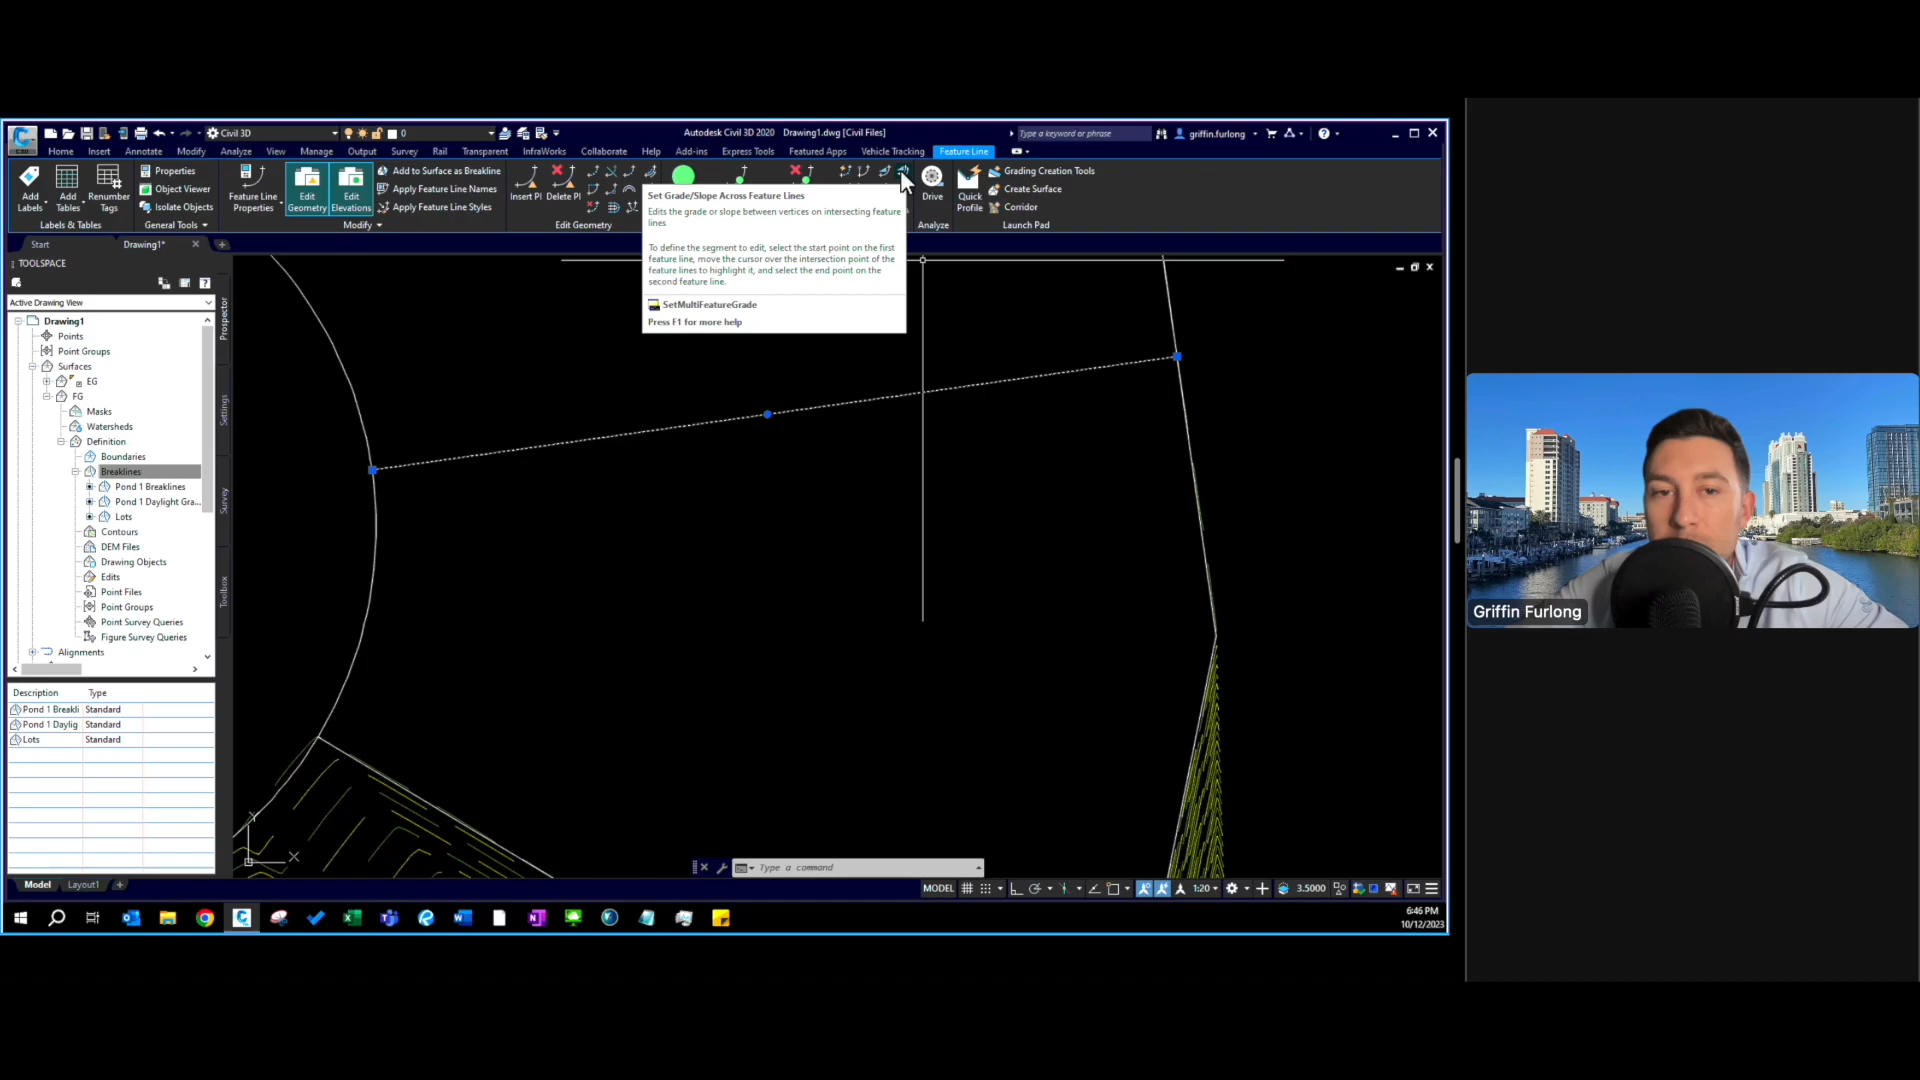 Civil 3D
0
Autodesk Civil 3D 2020 Drawing1.dwg [Civil Files]
Type a keyword or phrase
griffin.furlong
Home Insert Annotate Modify Analyze View Manage Output Survey Rail Transparent InfraWorks Collaborate Help Add-ins Express Tools Featured Apps Vehicle Tracking Feature Line
Add Labels
Add Tables
Renumber Tags
Properties
Object Viewer
Isolate Objects
Feature Line Properties
Edit Geometry
Edit Elevations
Add to Surface as Breakline
Apply Feature Line Names
Apply Feature Line Styles
Insert PI
Delete PI
Drive
Quick Profile
Grading Creation Tools
Create Surface
Corridor
Labels & Tables
General Tools
Modify
Edit Geometry
Analyze
Launch Pad
Set Grade/Slope Across Feature Lines
Edits the grade or slope between vertices on intersecting feature
lines
To define the segment to edit, select the start point on the first
feature line, move the cursor over the intersection point of the
feature lines to highlight it, and select the end point on the
second feature line.
SetMultiFeatureGrade
Press F1 for more help
Start
Drawing1*
TOOLSPACE
Active Drawing View
Drawing1
Points
Point Groups
Surfaces
EG
FG
Masks
Watersheds
Definition
Boundaries
Breaklines
Pond 1 Breaklines
Pond 1 Daylight Gra...
Lots
Contours
DEM Files
Drawing Objects
Edits
Point Files
Point Groups
Point Survey Queries
Figure Survey Queries
Alignments
Prospector
Settings
Survey
Toolbox
Description Type
Pond 1 Breakli Standard
Pond 1 Daylig Standard
Lots Standard
Y
X
Type a command
Model
Layout1
MODEL
1:20
3.5000
6:46 PM
10/12/2023
Griffin Furlong